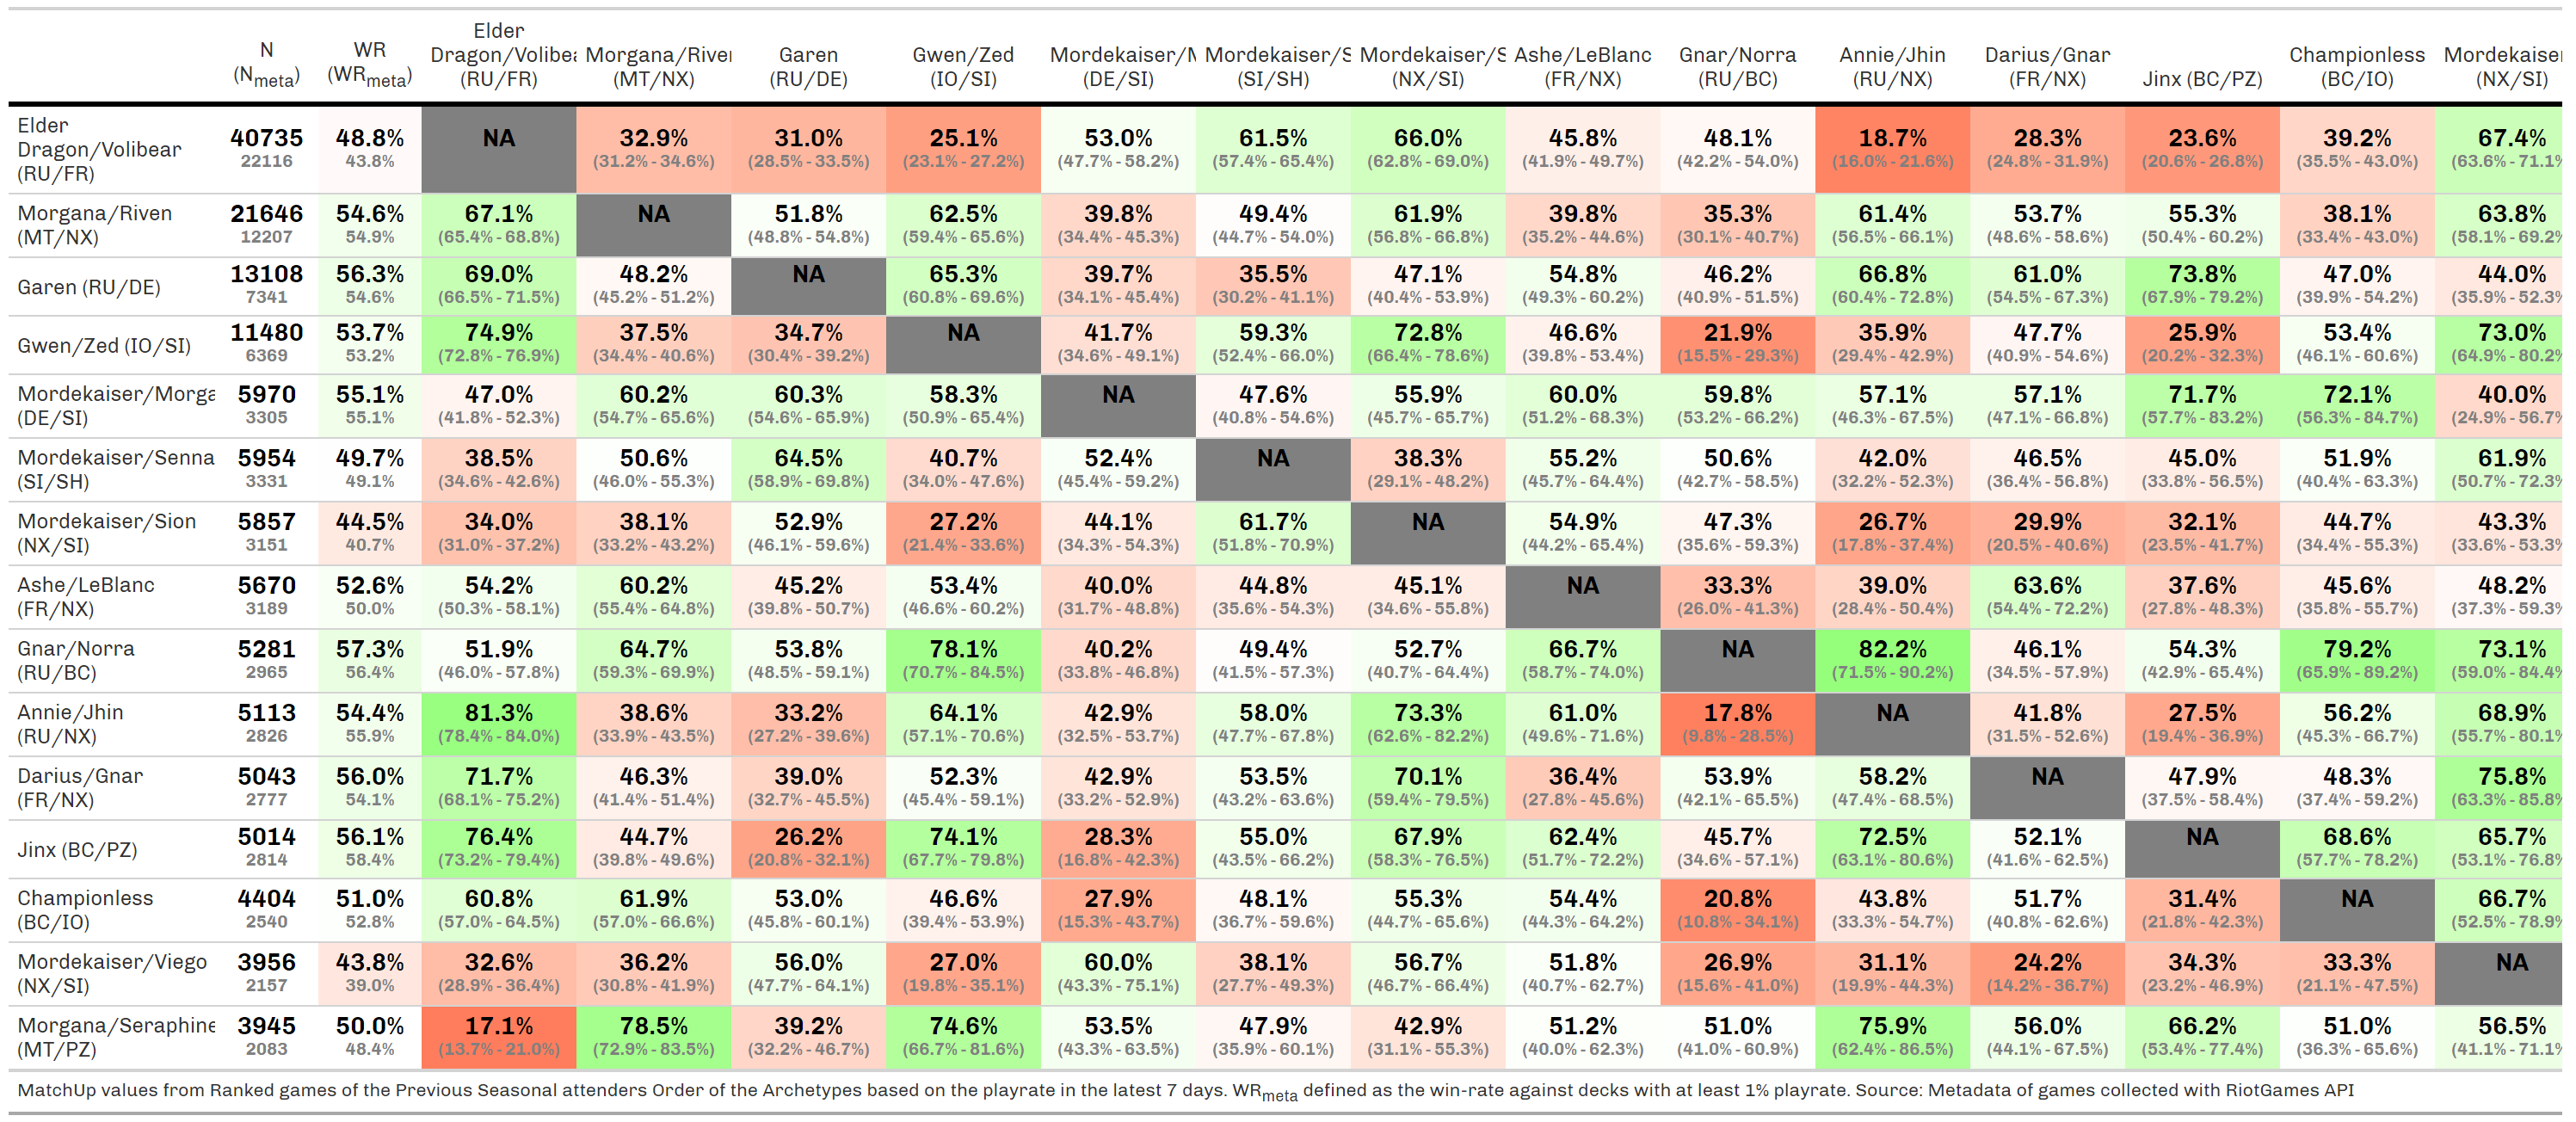 Elder
N WR Dragon/Volibea Morgana/Riven Garen Gwen/Zed Mordekaiser/M Mordekaiser/S Mordekaiser/S Ashe/LeBlanc Gnar/Norra Annie/Jhin Darius/Gnar Championless Mordekaiser
(Nmeta) (WRmeta) (RU/FR) (MT/NX) (RU/DE) (IO/SI) (DE/SI) (SI/SH) (NX/SI) (FR/NX) (RU/BC) (RU/NX) (FR/NX) Jinx (BC/PZ) (BC/IO) (NX/SI)
Elder Dragon/Volibear (RU/FR)
40735 48.8% NA 32.9% 31.0% 25.1% 53.0% 61.5% 66.0% 45.8% 48.1% 18.7% 28.3% 23.6% 39.2% 67.4%
22116 43.8% (31.2% - 34.6%) (28.5% - 33.5%) (23.1% - 27.2%) (47.7% - 58.2%) (57.4% - 65.4%) (62.8% - 69.0%) (41.9% - 49.7%) (42.2% - 54.0%) (16.0% - 21.6%) (24.8% - 31.9%) (20.6% - 26.8%) (35.5% - 43.0%) (63.6% - 71.1%
Morgana/Riven 21646 54.6% 67.1% NA 51.8% 62.5% 39.8% 49.4% 61.9% 39.8% 35.3% 61.4% 53.7% 55.3% 38.1% 63.8%
(MT/NX) 12207 54.9% (65.4% - 68.8%) (48.8% - 54.8%) (59.4% - 65.6%) (34.4% - 45.3%) (44.7% - 54.0%) (56.8% - 66.8%) (35.2% - 44.6%) (30.1% - 40.7%) (56.5% - 66.1%) (48.6% - 58.6%) (50.4% - 60.2%) (33.4% - 43.0%) (58.1% - 69.2%
Garen (RU/DE) 13108 56.3% 69.0% 48.2% NA 65.3% 39.7% 35.5% 47.1% 54.8% 46.2% 66.8% 61.0% 73.8% 47.0% 44.0%
7341 54.6% (66.5% - 71.5%) (45.2% - 51.2%) (60.8% - 69.6%) (34.1% - 45.4%) (30.2% - 41.1%) (40.4% - 53.9%) (49.3% - 60.2%) (40.9% - 51.5%) (60.4% - 72.8%) (54.5% - 67.3%) (67.9% - 79.2%) (39.9% - 54.2%) (35.9% - 52.3%
Gwen/Zed (IO/SI) 11480 53.7% 74.9% 37.5% 34.7% NA 41.7% 59.3% 72.8% 46.6% 21.9% 35.9% 47.7% 25.9% 53.4% 73.0%
6369 53.2% (72.8% - 76.9%) (34.4% - 40.6%) (30.4% - 39.2%) (34.6% - 49.1%) (52.4% - 66.0%) (66.4% - 78.6%) (39.8% - 53.4%) (15.5% - 29.3%) (29.4% - 42.9%) (40.9% - 54.6%) (20.2% - 32.3%) (46.1% - 60.6%) (64.9% - 80.2%
Mordekaiser/Morga 5970 55.1% 47.0% 60.2% 60.3% 58.3% NA 47.6% 55.9% 60.0% 59.8% 57.1% 57.1% 71.7% 72.1% 40.0%
(DE/SI) 3305 55.1% (41.8% - 52.3%) (54.7% - 65.6%) (54.6% - 65.9%) (50.9% - 65.4%) (40.8% - 54.6%) (45.7% - 65.7%) (51.2% - 68.3%) (53.2% - 66.2%) (46.3% - 67.5%) (47.1% - 66.8%) (57.7% - 83.2%) (56.3% - 84.7%) (24.9% - 56.7%
Mordekaiser/Senna 5954 49.7% 38.5% 50.6% 64.5% 40.7% 52.4% NA 38.3% 55.2% 50.6% 42.0% 46.5% 45.0% 51.9% 61.9%
(SI/SH) 3331 49.1% (34.6% - 42.6%) (46.0% - 55.3%) (58.9% - 69.8%) (34.0% - 47.6%) (45.4% - 59.2%) (29.1% - 48.2%) (45.7% - 64.4%) (42.7% - 58.5%) (32.2% - 52.3%) (36.4% - 56.8%) (33.8% - 56.5%) (40.4% - 63.3%) (50.7% - 72.3%
Mordekaiser/Sion 5857 44.5% 34.0% 38.1% 52.9% 27.2% 44.1% 61.7% NA 54.9% 47.3% 26.7% 29.9% 32.1% 44.7% 43.3%
(NX/SI) 3151 40.7% (31.0% - 37.2%) (33.2% - 43.2%) (46.1% - 59.6%) (21.4% - 33.6%) (34.3% - 54.3%) (51.8% - 70.9%) (44.2% - 65.4%) (35.6% - 59.3%) (17.8% - 37.4%) (20.5% - 40.6%) (23.5% - 41.7%) (34.4% - 55.3%) (33.6% - 53.3%
Ashe/LeBlanc 5670 52.6% 54.2% 60.2% 45.2% 53.4% 40.0% 44.8% 45.1% NA 33.3% 39.0% 63.6% 37.6% 45.6% 48.2%
(FR/NX) 3189 50.0% (50.3% - 58.1%) (55.4% - 64.8%) (39.8% - 50.7%) (46.6% - 60.2%) (31.7% - 48.8%) (35.6% - 54.3%) (34.6% - 55.8%) (26.0% - 41.3%) (28.4% - 50.4%) (54.4% - 72.2%) (27.8% - 48.3%) (35.8% - 55.7%) (37.3% - 59.3%
Gnar/Norra 5281 57.3% 51.9% 64.7% 53.8% 78.1% 40.2% 49.4% 52.7% 66.7% NA 82.2% 46.1% 54.3% 79.2% 73.1%
(RU/BC) 2965 56.4% (46.0% - 57.8%) (59.3% - 69.9%) (48.5% - 59.1%) (70.7% - 84.5%) (33.8% - 46.8%) (41.5% - 57.3%) (40.7% - 64.4%) (58.7% - 74.0%) (71.5% - 90.2%) (34.5% - 57.9%) (42.9% - 65.4%) (65.9% - 89.2%) (59.0% - 84.4%
Annie/Jhin 5113 54.4% 81.3% 38.6% 33.2% 64.1% 42.9% 58.0% 73.3% 61.0% 17.8% NA 41.8% 27.5% 56.2% 68.9%
(RU/NX) 2826 55.9% (78.4% - 84.0%) (33.9% - 43.5%) (27.2% - 39.6%) (57.1% - 70.6%) (32.5% - 53.7%) (47.7% - 67.8%) (62.6% - 82.2%) (49.6% - 71.6%) (9.8% - 28.5%) (31.5% - 52.6%) (19.4% - 36.9%) (45.3% - 66.7%) (55.7% - 80.1%
Darius/Gnar 5043 56.0% 71.7% 46.3% 39.0% 52.3% 42.9% 53.5% 70.1% 36.4% 53.9% 58.2% NA 47.9% 48.3% 75.8%
(FR/NX) 2777 54.1% (68.1% - 75.2%) (41.4% - 51.4%) (32.7% - 45.5%) (45.4% - 59.1%) (33.2% - 52.9%) (43.2% - 63.6%) (59.4% - 79.5%) (27.8% - 45.6%) (42.1% - 65.5%) (47.4% - 68.5%) (37.5% - 58.4%) (37.4% - 59.2%) (63.3% - 85.8%
Jinx (BC/PZ) 5014 56.1% 76.4% 44.7% 26.2% 74.1% 28.3% 55.0% 67.9% 62.4% 45.7% 72.5% 52.1% NA 68.6% 65.7%
2814 58.4% (73.2% - 79.4%) (39.8% - 49.6%) (20.8% - 32.1%) (67.7% - 79.8%) (16.8% - 42.3%) (43.5% - 66.2%) (58.3% - 76.5%) (51.7% - 72.2%) (34.6% - 57.1%) (63.1% - 80.6%) (41.6% - 62.5%) (57.7% - 78.2%) (53.1% - 76.8%
Championless 4404 51.0% 60.8% 61.9% 53.0% 46.6% 27.9% 48.1% 55.3% 54.4% 20.8% 43.8% 51.7% 31.4% NA 66.7%
(BC/IO) 2540 52.8% (57.0% - 64.5%) (57.0% - 66.6%) (45.8% - 60.1%) (39.4% - 53.9%) (15.3% - 43.7%) (36.7% - 59.6%) (44.7% - 65.6%) (44.3% - 64.2%) (10.8% - 34.1%) (33.3% - 54.7%) (40.8% - 62.6%) (21.8% - 42.3%) (52.5% - 78.9%
Mordekaiser/Viego 3956 43.8% 32.6% 36.2% 56.0% 27.0% 60.0% 38.1% 56.7% 51.8% 26.9% 31.1% 24.2% 34.3% 33.3% NA
(NX/SI) 2157 39.0% (28.9% - 36.4%) (30.8% - 41.9%) (47.7% - 64.1%) (19.8% - 35.1%) (43.3% - 75.1%) (27.7% - 49.3%) (46.7% - 66.4%) (40.7% - 62.7%) (15.6% - 41.0%) (19.9% - 44.3%) (14.2% - 36.7%) (23.2% - 46.9%) (21.1% - 47.5%)
Morgana/Seraphine 3945 50.0% 17.1% 78.5% 39.2% 74.6% 53.5% 47.9% 42.9% 51.2% 51.0% 75.9% 56.0% 66.2% 51.0% 56.5%
(MT/PZ) 2083 48.4% (13.7% - 21.0%) (72.9% - 83.5%) (32.2% - 46.7%) (66.7% - 81.6%) (43.3% - 63.5%) (35.9% - 60.1%) (31.1% - 55.3%) (40.0% - 62.3%) (41.0% - 60.9%) (62.4% - 86.5%) (44.1% - 67.5%) (53.4% - 77.4%) (36.3% - 65.6%) (41.1% - 71.1%
MatchUp values from Ranked games of the Previous Seasonal attenders Order of the Archetypes based on the playrate in the latest 7 days. WRmeta defined as the win-rate against decks with at least 1% playrate. Source: Metadata of games collected with RiotGames API